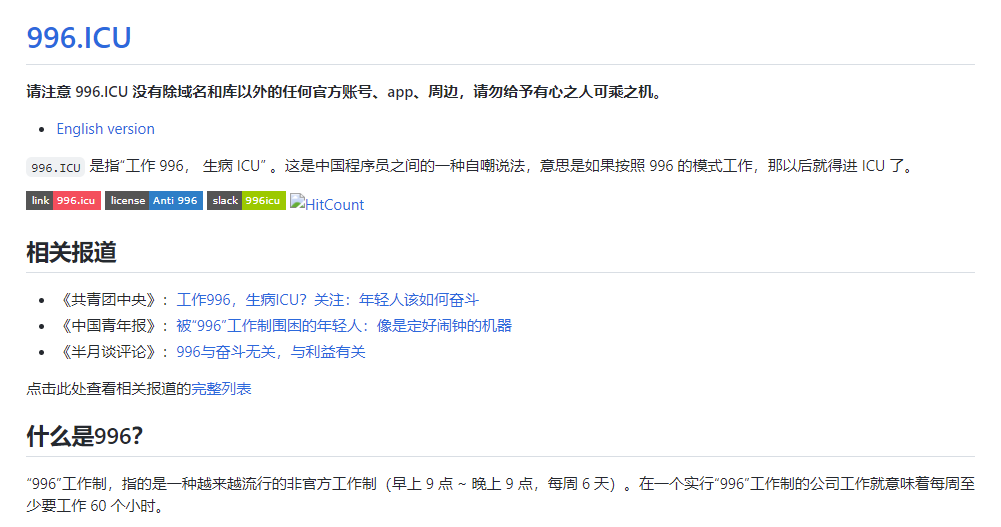 996.ICU
请注意 996.ICU 没有除域名和库以外的任何官方账号、app、周边，请勿给予有心之人可乘之机。
English version
996.ICU 是指“工作 996， 生病 ICU” 。这是中国程序员之间的一种自嘲说法，意思是如果按照 996 的模式工作，那以后就得进 ICU 了。
link 996.icu license Anti 996 slack 996icu HitCount
相关报道
《共青团中央》：工作996，生病ICU？关注：年轻人该如何奋斗
《中国青年报》：被“996”工作制围困的年轻人：像是定好闹钟的机器
《半月谈评论》：996与奋斗无关，与利益有关
点击此处查看相关报道的完整列表
什么是996？
“996”工作制，指的是一种越来越流行的非官方工作制（早上 9 点 ~ 晚上 9 点，每周 6 天）。在一个实行“996”工作制的公司工作就意味着每周至
少要工作 60 个小时。